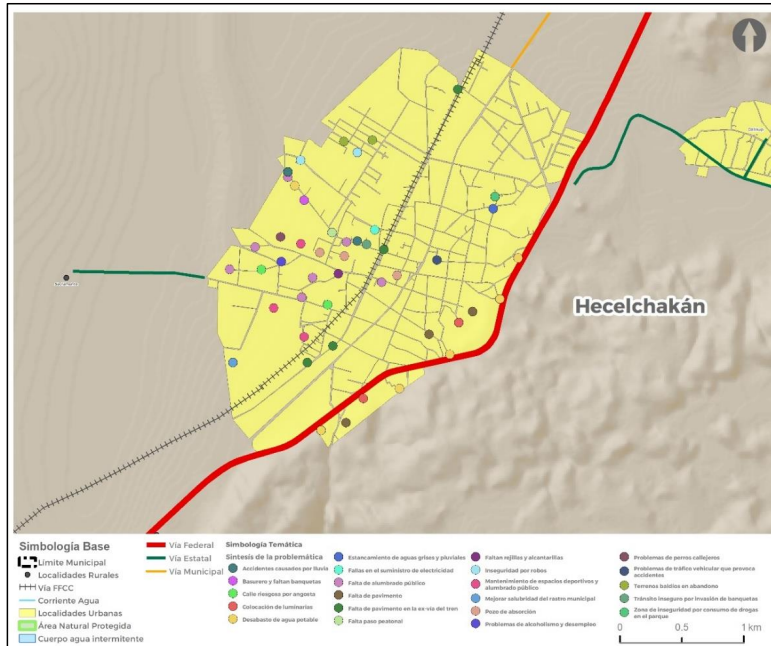 Hecelchakán
Simbología Base
Límite Municipal
Localidades Rurales
Vía FFCC
Corriente Agua
Localidades Urbanas
Área Natural Protegida
Cuerpo agua intermitente
Vía Federal
Vía Estatal
Vía Municipal
Simbología Temática
Síntesis de la problemática
Accidentes causados por lluvia
Basurero y faltan banquetas
Calle riesgosa por angosta
Colocación de luminarias
Desabasto de agua potable
Estancamiento de aguas grises y pluviales
Fallas en el suministro de electricidad
Falta de alumbrado público
Falta de pavimento
Falta de pavimento en la ex vía del tren
Falta paso peatonal
Faltan rejillas y alcantarillas
Inseguridad por robos
Mantenimiento de espacios deportivos y
alumbrado público
Mejorar salubridad del rastro municipal
Pozo de absorción
Problemas de alcoholismo y desempleo
Problemas de perros callejeros
Problemas de tráfico vehicular que provoca
accidentes
Terrenos baldíos en abandono
Tránsito inseguro por invasión de banquetas
Zona de inseguridad por consumo de drogas
en el parque
0 0.5 1 km